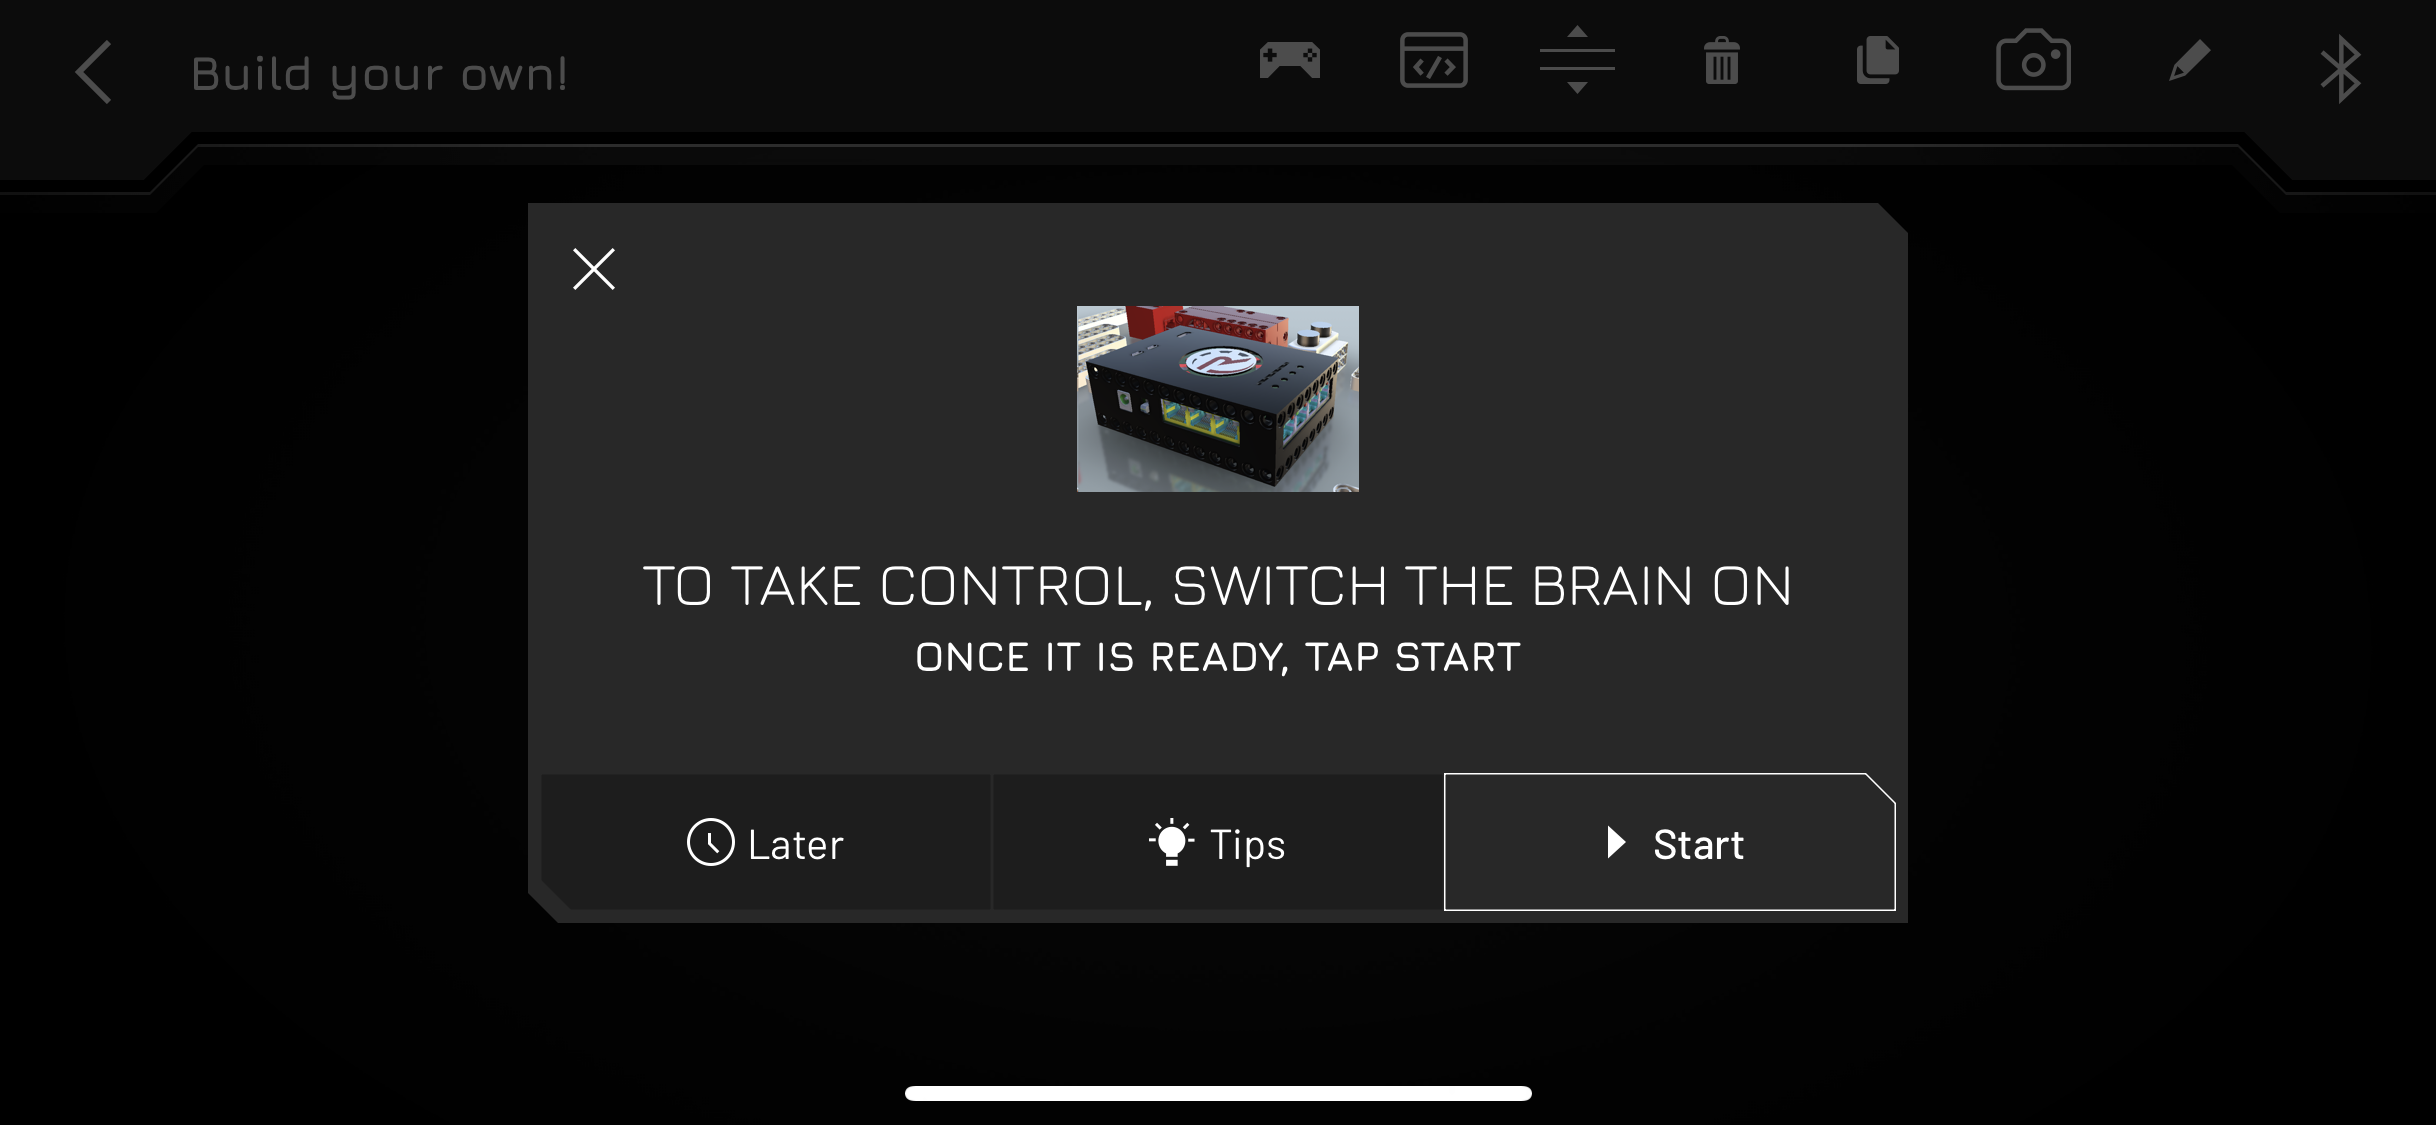 Build your own!
TO TAKE CONTROL, SWITCH THE BRAIN ON
ONCE IT IS READY, TAP START
Later
Tips
Start